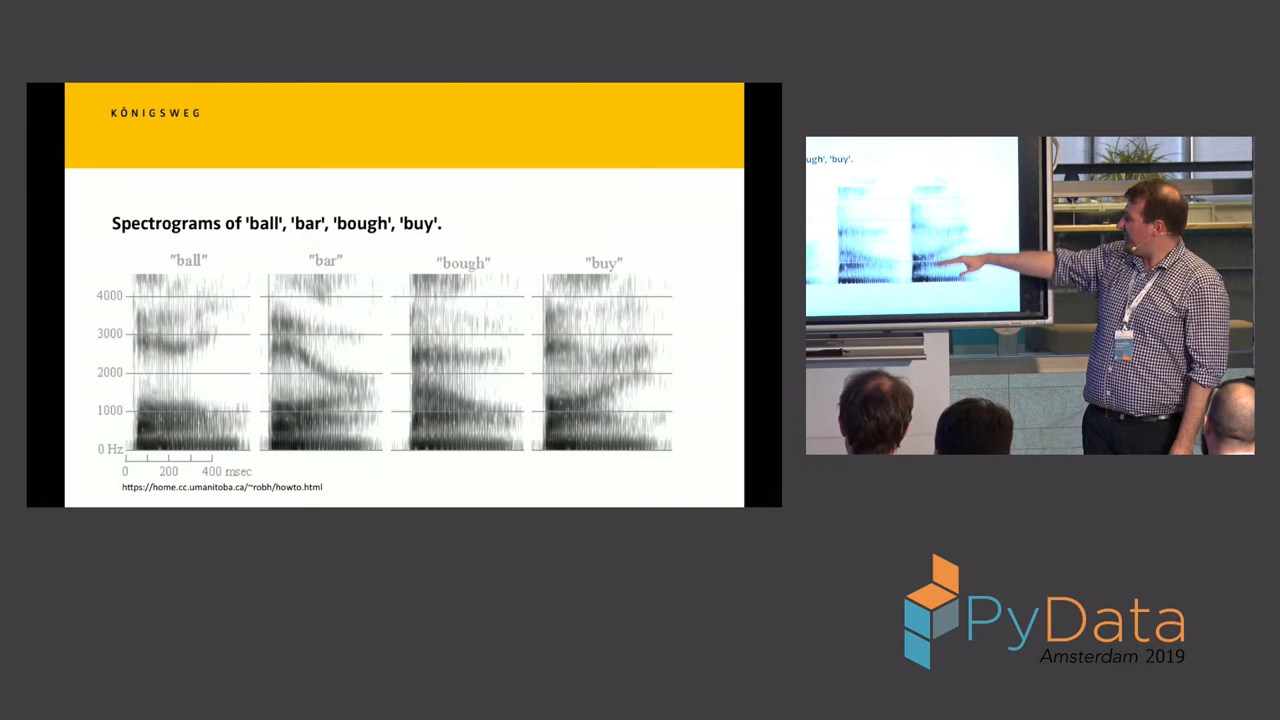 KÖNIGSWEG
Spectrograms of 'ball', 'bar', 'bough', 'buy'.
"ball" "bar" "bough" "buy"
4000
3000
2000
1000
0 Hz
0 200 400 msec
https://home.cc.umanitoba.ca/~robh/howto.html
ugh', 'buy'.
PyData
Amsterdam 2019